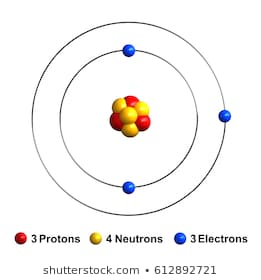 3 Protons 4 Neutrons 3 Electrons
shutterstock.com • 612892721